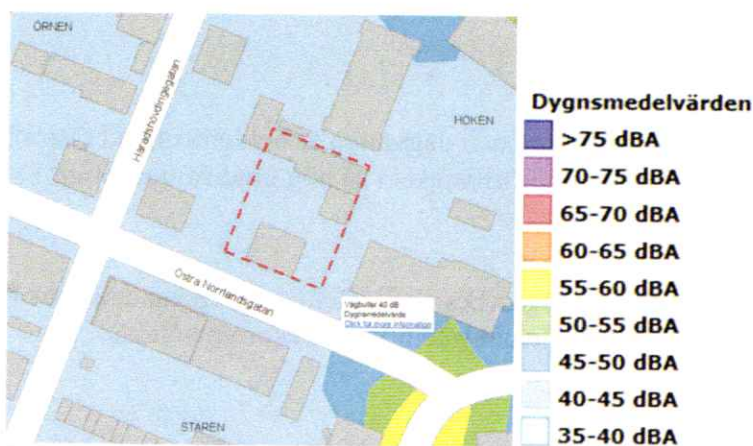 ÖRNEN
Häradshövdingegatan
HÖKEN
Östra Norrlandsgatan
Vägbuller 40 dB
Dygnsmedelvärde
Click for more information
STAREN
Dygnsmedelvärden
>75 dBA
70-75 dBA
65-70 dBA
60-65 dBA
55-60 dBA
50-55 dBA
45-50 dBA
40-45 dBA
35-40 dBA